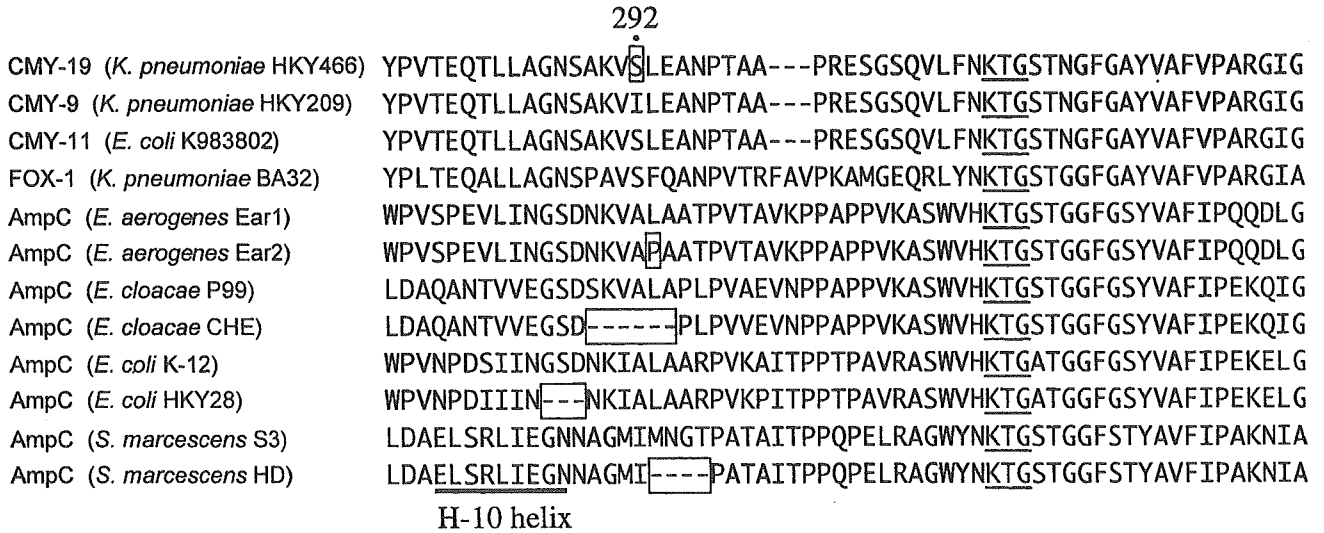 292
CMY-19 (K. pneumoniae HKY466) YPVTEQTLLAGNSAKVSLEANPTAA---PRESGSQVLFNKTGSTNGFGAYVAFVPARGIG
CMY-9 (K. pneumoniae HKY209) YPVTEQTLLAGNSAKVILEANPTAA---PRESGSQVLFNKTGSTNGFGAYVAFVPARGIG
CMY-11 (E. coli K983802) YPVTEQTLLAGNSAKVSLEANPTAA---PRESGSQVLFNKTGSTNGFGAYVAFVPARGIG
FOX-1 (K. pneumoniae BA32) YPLTEQALLAGNSPAVSFQANPVTRFAVPKAMGEQRLYNKTGSTGGFGAYVAFVPARGIA
AmpC (E. aerogenes Ear1) WPVSPEVLINGSDNKVALAATPVTAVKPPAPPVKASWVHKTGSTGGFGSYVAFIPQQDLG
AmpC (E. aerogenes Ear2) WPVSPEVLINGSDNKVAPAATPVTAVKPPAPPVKASWVHKTGSTGGFGSYVAFIPQQDLG
AmpC (E. cloacae P99) LDAQANTVVEGSDSKVALAPLPVAEVNPPAPPVKASWVHKTGSTGGFGSYVAFIPEKQIG
AmpC (E. cloacae CHE) LDAQANTVVEGSD------PLPVVEVNPPAPPVKASWVHKTGSTGGFGSYVAFIPEKQIG
AmpC (E. coli K-12) WPVNPDSIINGSDNKIALAARPVKAITPPTPAVRASWVHKTGATGGFGSYVAFIPEKELG
AmpC (E. coli HKY28) WPVNPDIIIN---NKIALAARPVKPITPPTPAVRASWVHKTGATGGFGSYVAFIPEKELG
AmpC (S. marcescens S3) LDAELSRLIEGNNAGMIMNGTPATAITPPQPELRAGWYNKTGSTGGFSTYAVFIPAKNIA
AmpC (S. marcescens HD) LDAELSRLIEGNNAGMI----PATAITPPQPELRAGWYNKTGSTGGFSTYAVFIPAKNIA
H-10 helix